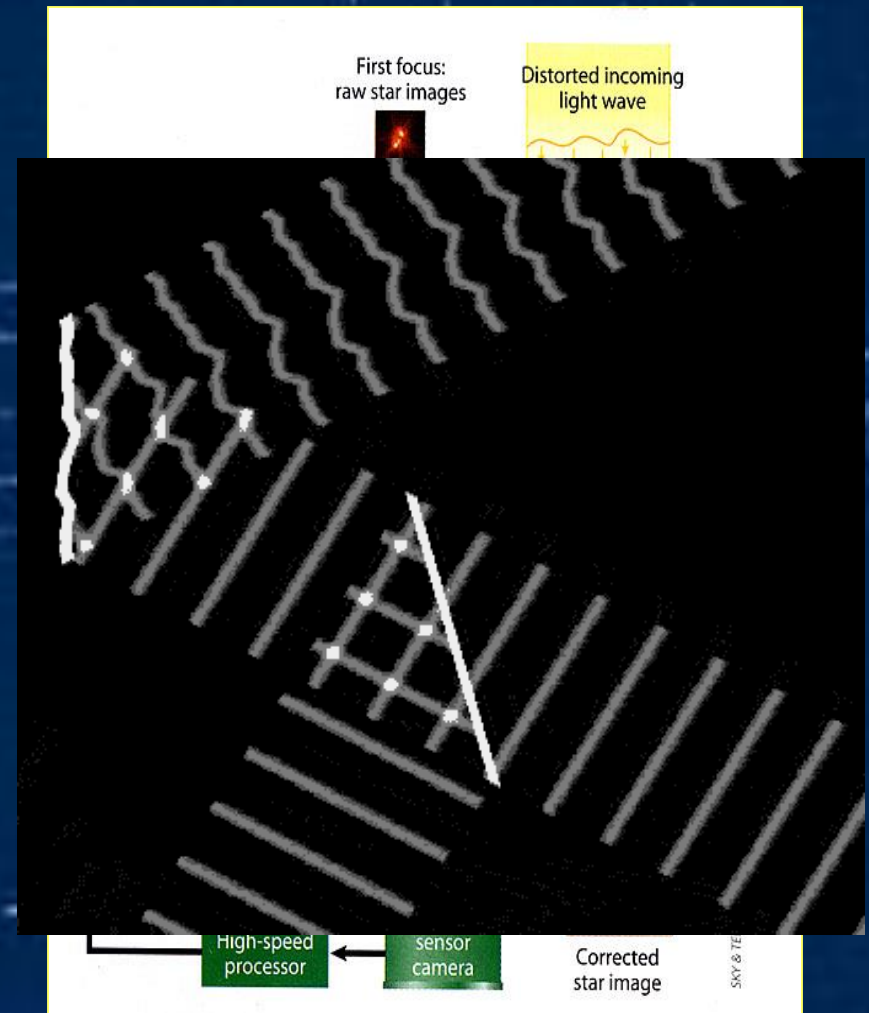 First focus:
raw star images
Distorted incoming
light wave
High-speed
processor
sensor
camera
Corrected
star image
SKY & TE